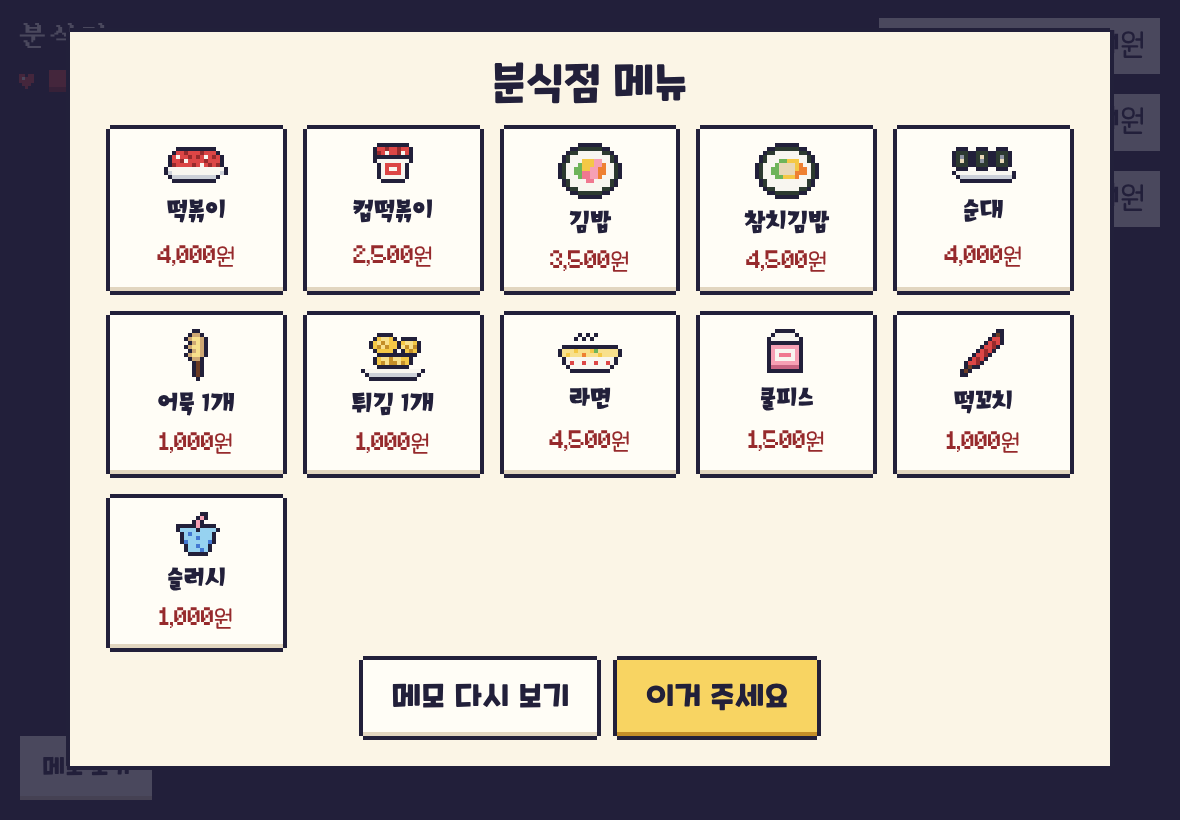 분식점 메뉴
떡볶이
4,000원
컵떡볶이
2,500원
김밥
3,500원
참치김밥
4,500원
순대
4,000원
어묵 1개
1,000원
튀김 1개
1,000원
라면
4,500원
쿨피스
1,500원
떡꼬치
1,000원
슬러시
1,000원
메모 다시 보기
이거 주세요
원
원
원